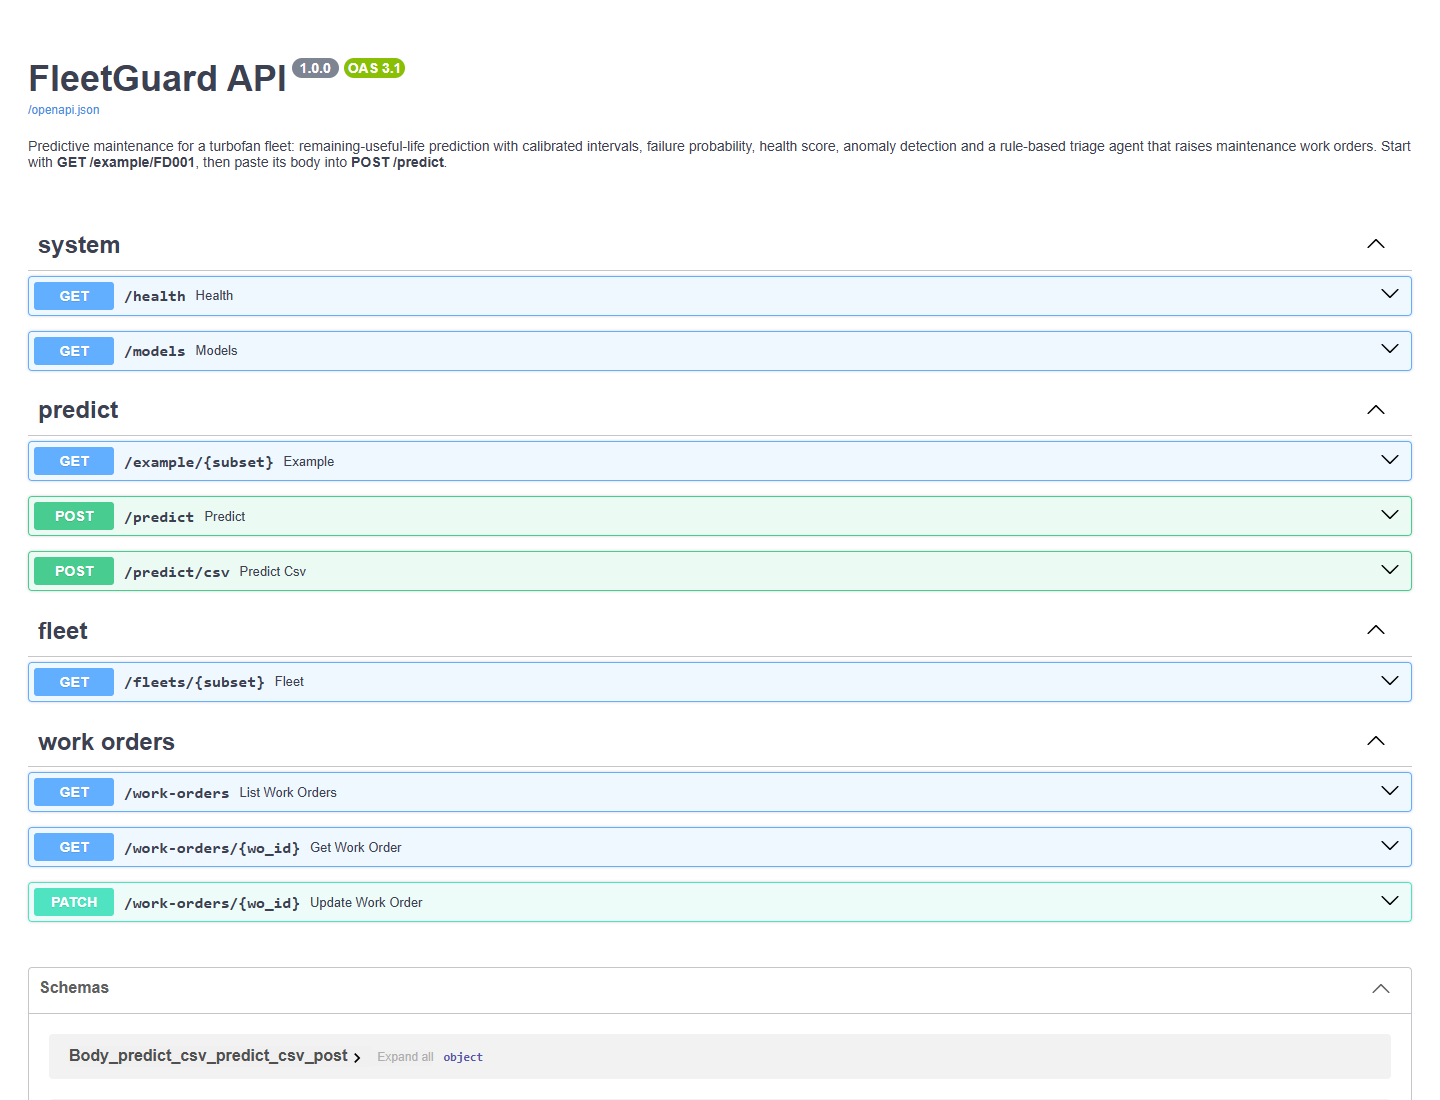 FleetGuard API 1.0.0 OAS 3.1
/openapi.json
Predictive maintenance for a turbofan fleet: remaining-useful-life prediction with calibrated intervals, failure probability, health score, anomaly detection and a rule-based triage agent that raises maintenance work orders. Start
with GET /example/FD001, then paste its body into POST /predict.
system
GET /health Health
GET /models Models
predict
GET /example/{subset} Example
POST /predict Predict
POST /predict/csv Predict Csv
fleet
GET /fleets/{subset} Fleet
work orders
GET /work-orders List Work Orders
GET /work-orders/{wo_id} Get Work Order
PATCH /work-orders/{wo_id} Update Work Order
Schemas
Body_predict_csv_predict_csv_post Expand all object